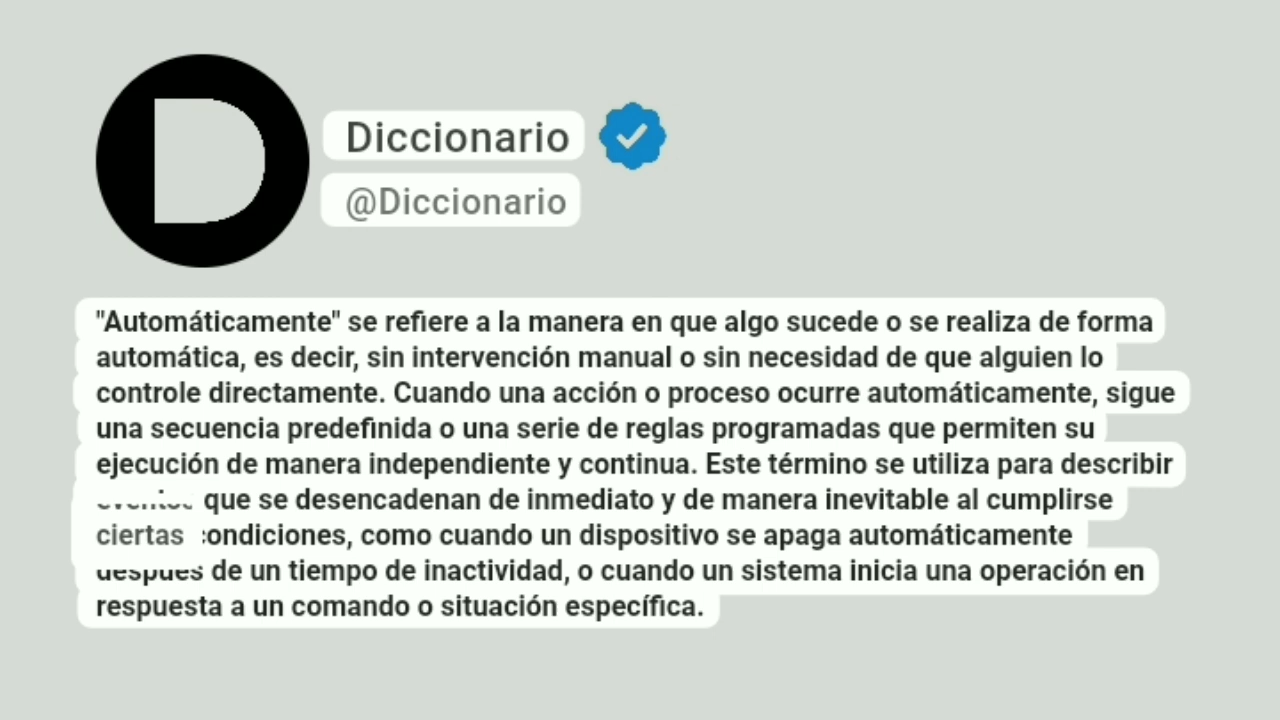 Diccionario
@Diccionario
"Automáticamente" se refiere a la manera en que algo sucede o se realiza de forma
automática, es decir, sin intervención manual o sin necesidad de que alguien lo
controle directamente. Cuando una acción o proceso ocurre automáticamente, sigue
una secuencia predefinida o una serie de reglas programadas que permiten su
ejecución de manera independiente y continua. Este término se utiliza para describir
eventos que se desencadenan de inmediato y de manera inevitable al cumplirse
ciertas condiciones, como cuando un dispositivo se apaga automáticamente
después de un tiempo de inactividad, o cuando un sistema inicia una operación en
respuesta a un comando o situación específica.